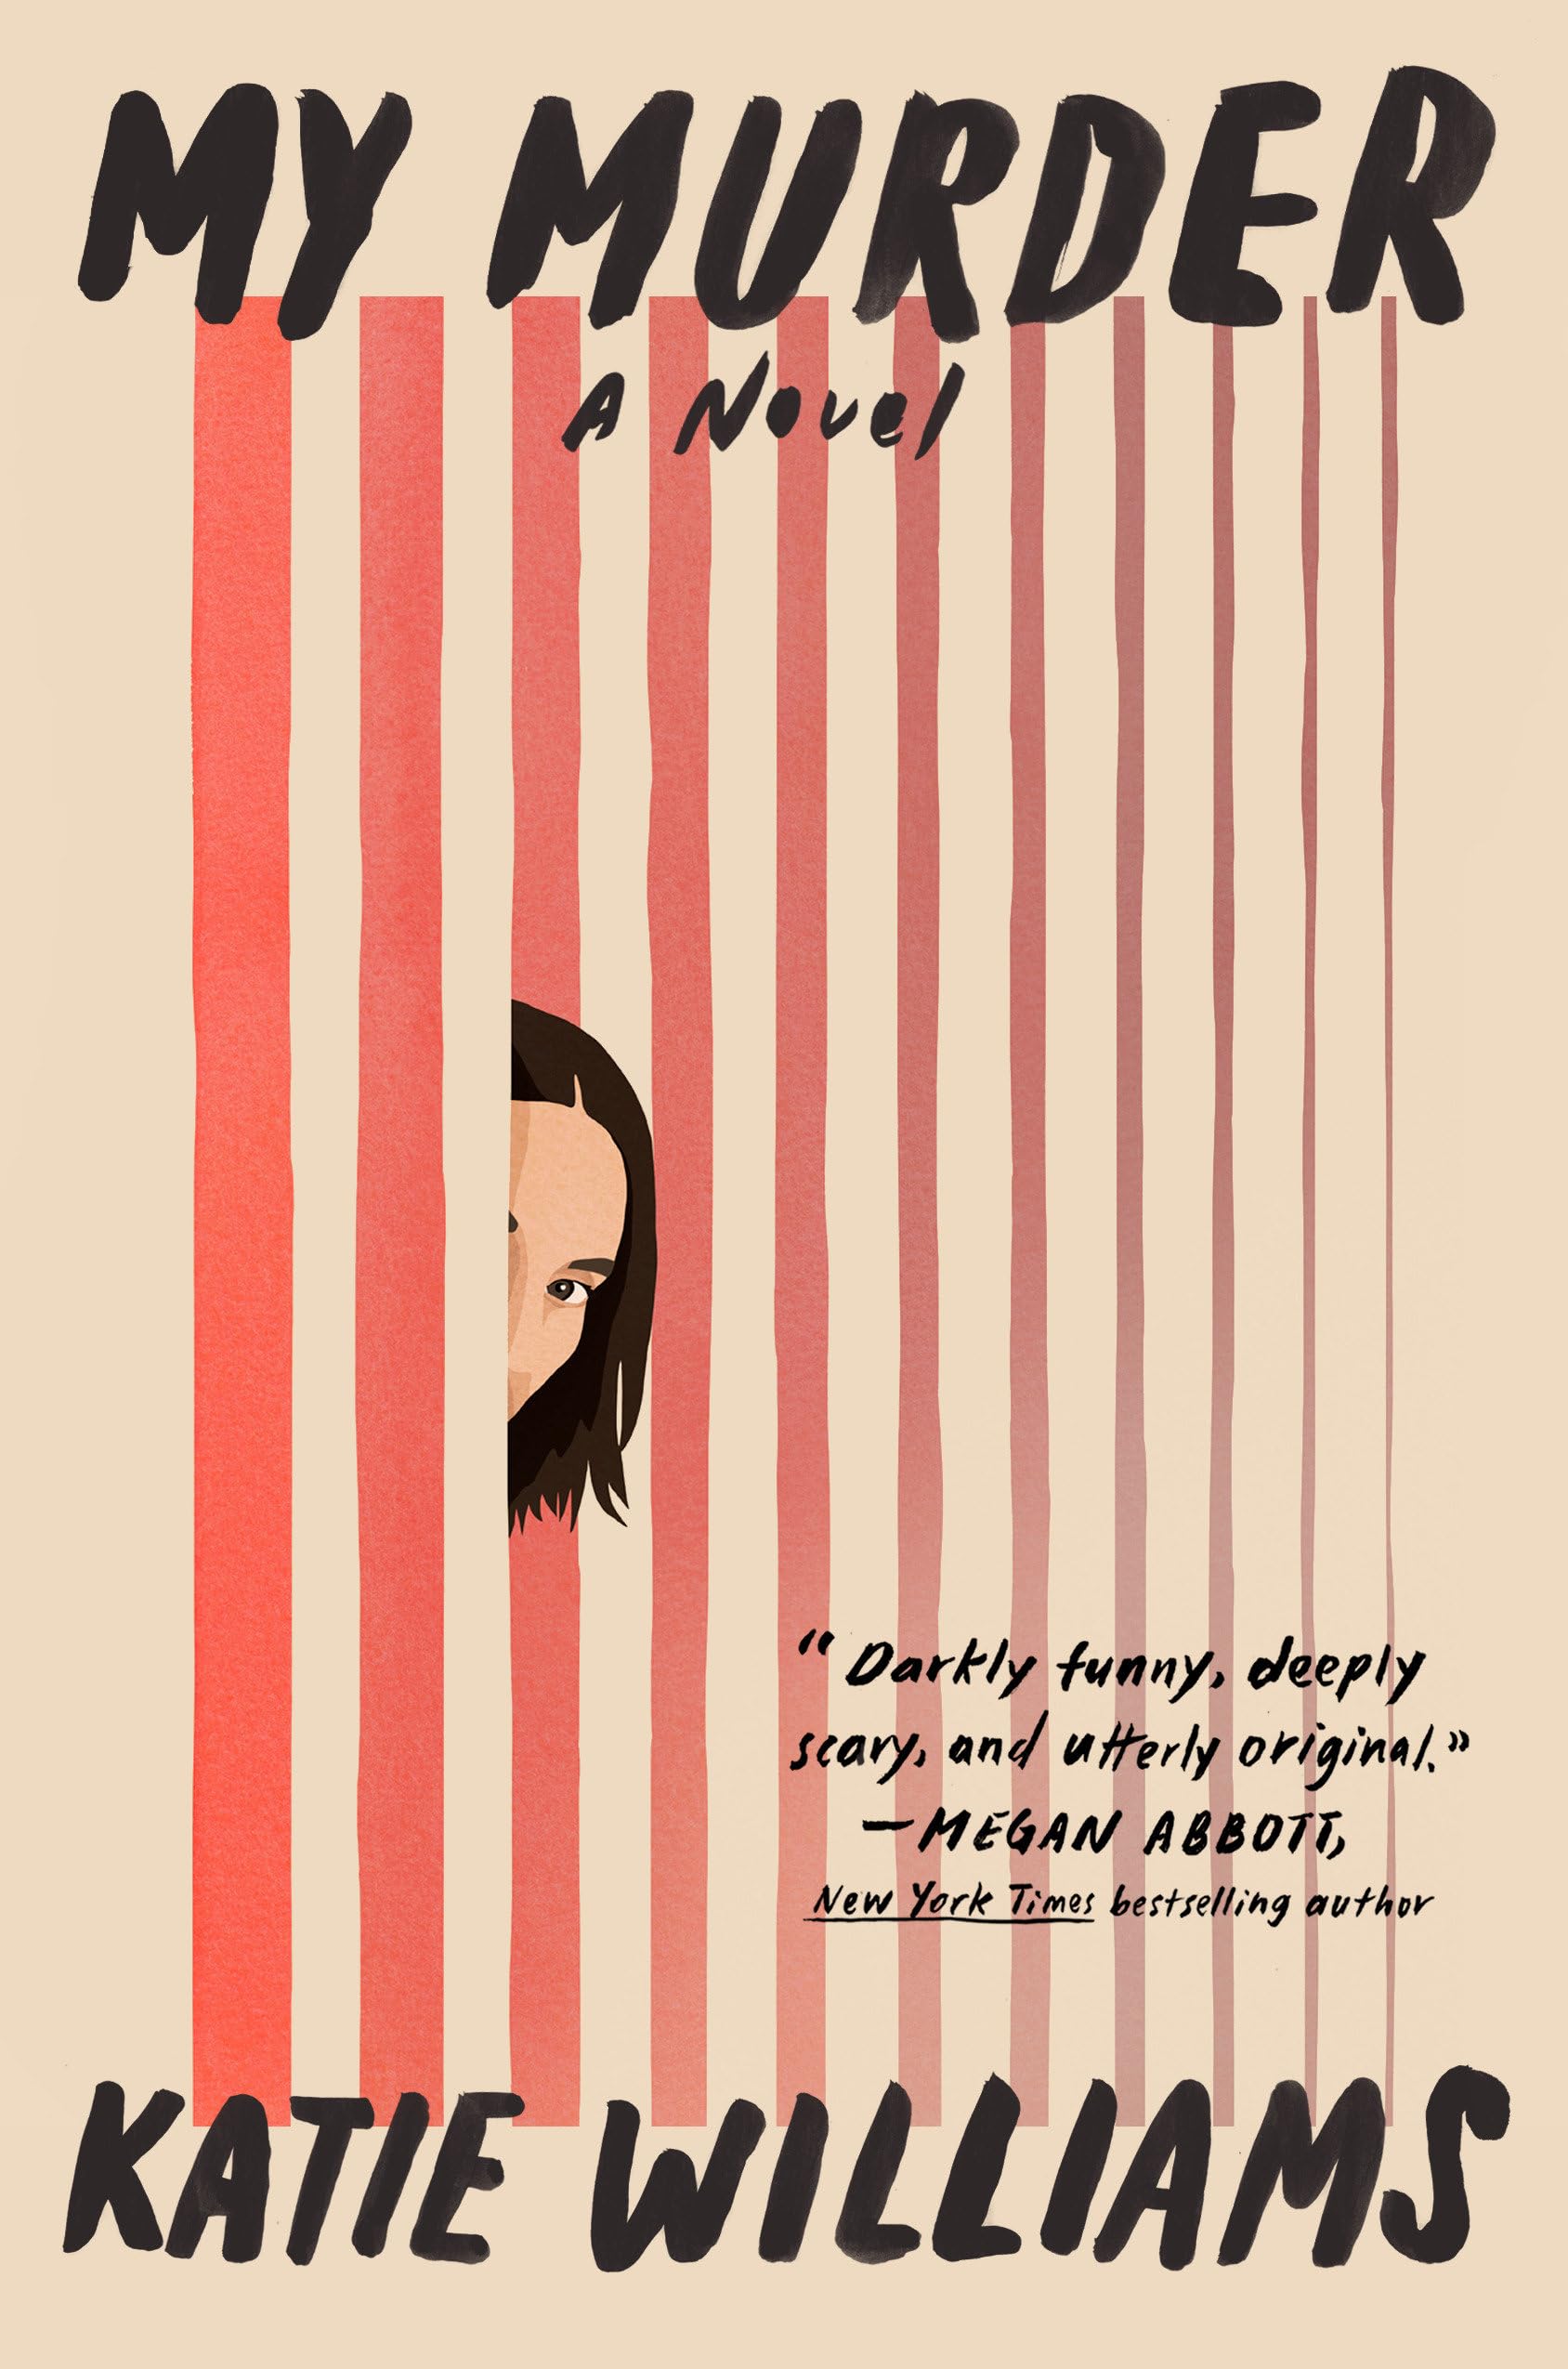 MY MURDER
A Novel
“Darkly funny, deeply
scary, and utterly original.”
—MEGAN ABBOTT,
New York Times bestselling author
KATIE WILLIAMS